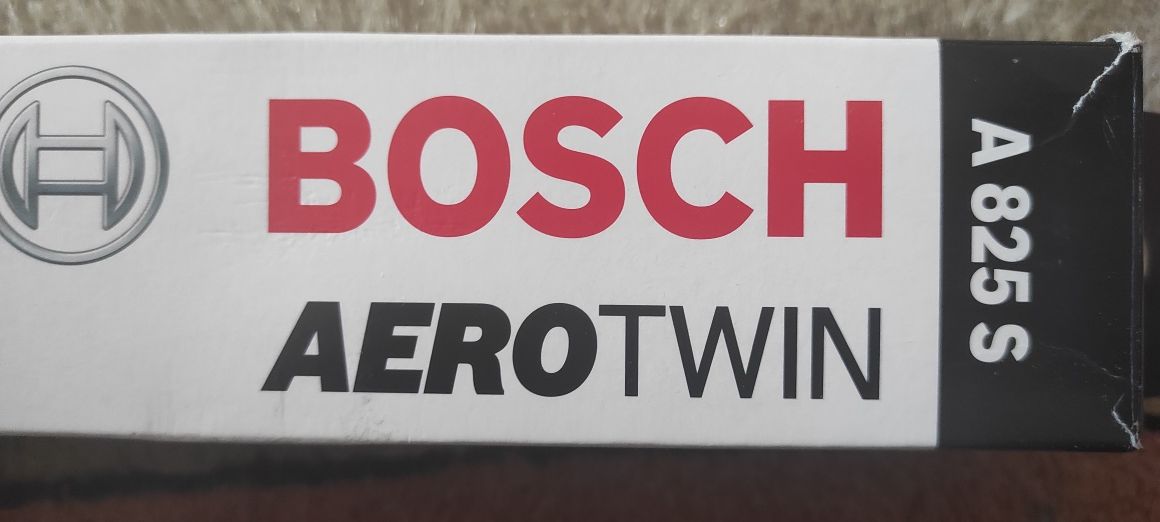 BOSCH
AEROTWIN
A 825 S